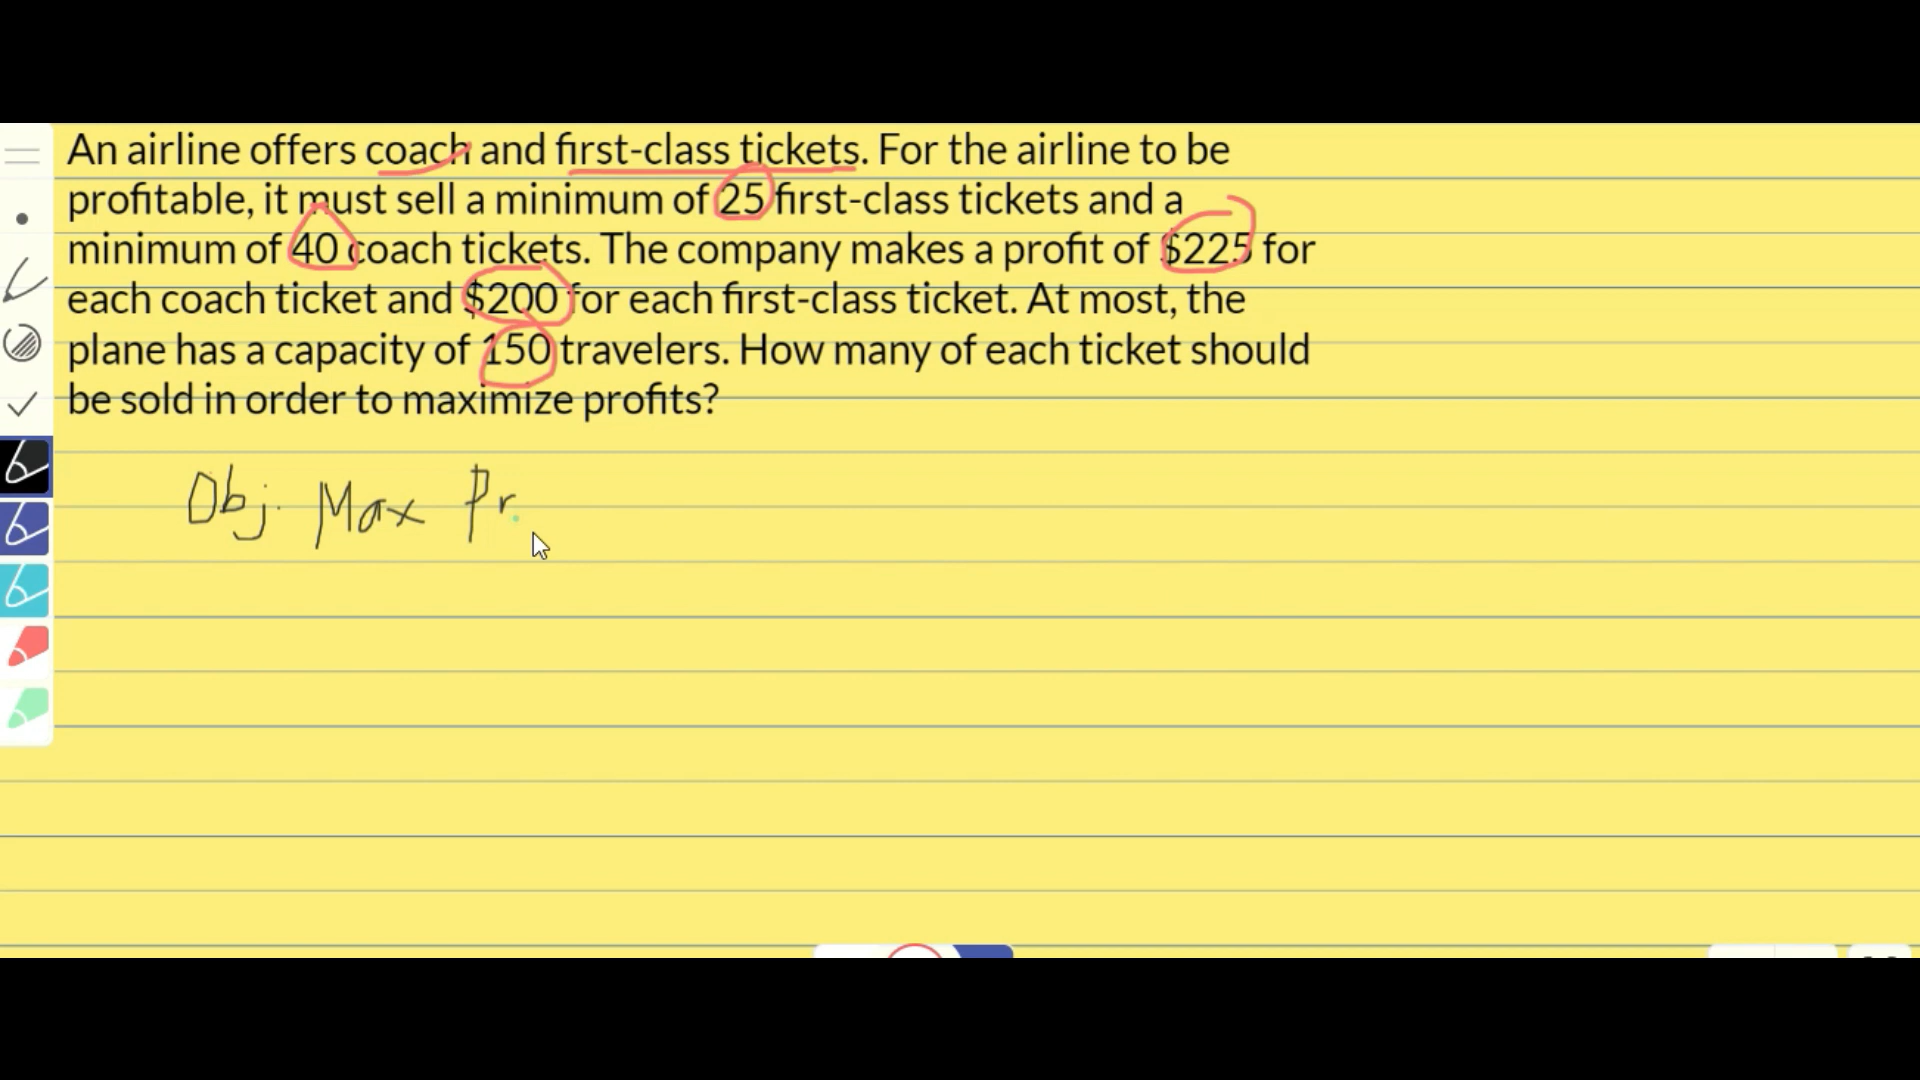 An airline offers coach and first-class tickets. For the airline to be
profitable, it must sell a minimum of 25 first-class tickets and a
minimum of 40 coach tickets. The company makes a profit of $225 for
each coach ticket and $200 for each first-class ticket. At most, the
plane has a capacity of 150 travelers. How many of each ticket should
be sold in order to maximize profits?
Obj. Max Pr